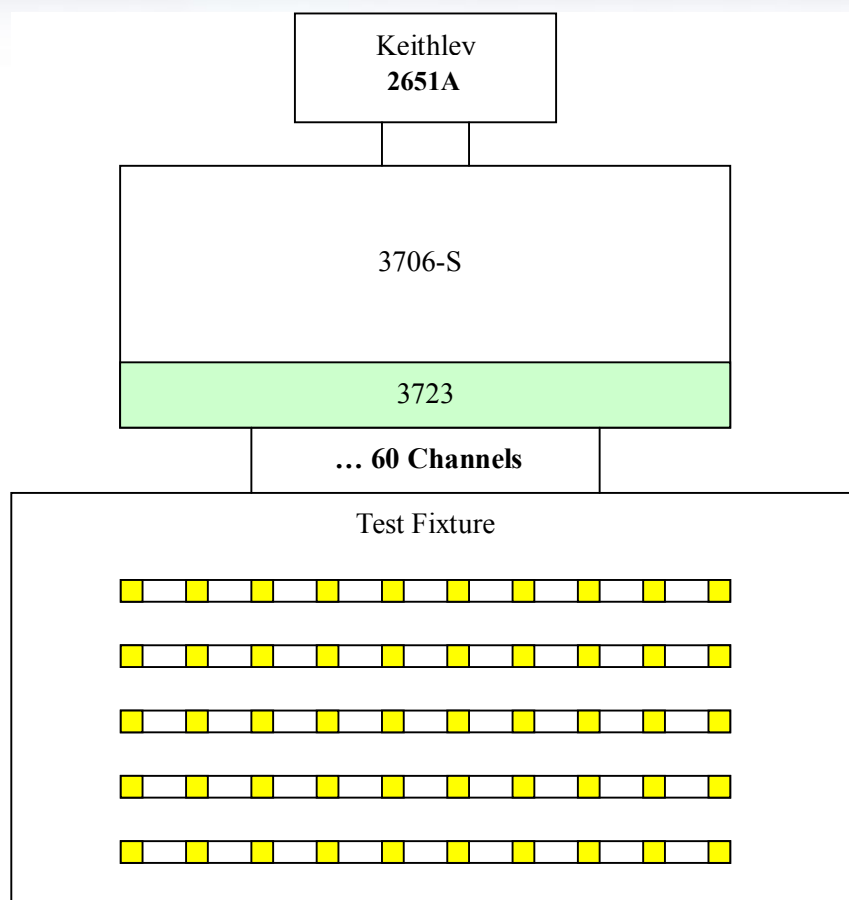 Keithlev
2651A
3706-S
3723
… 60 Channels
Test Fixture